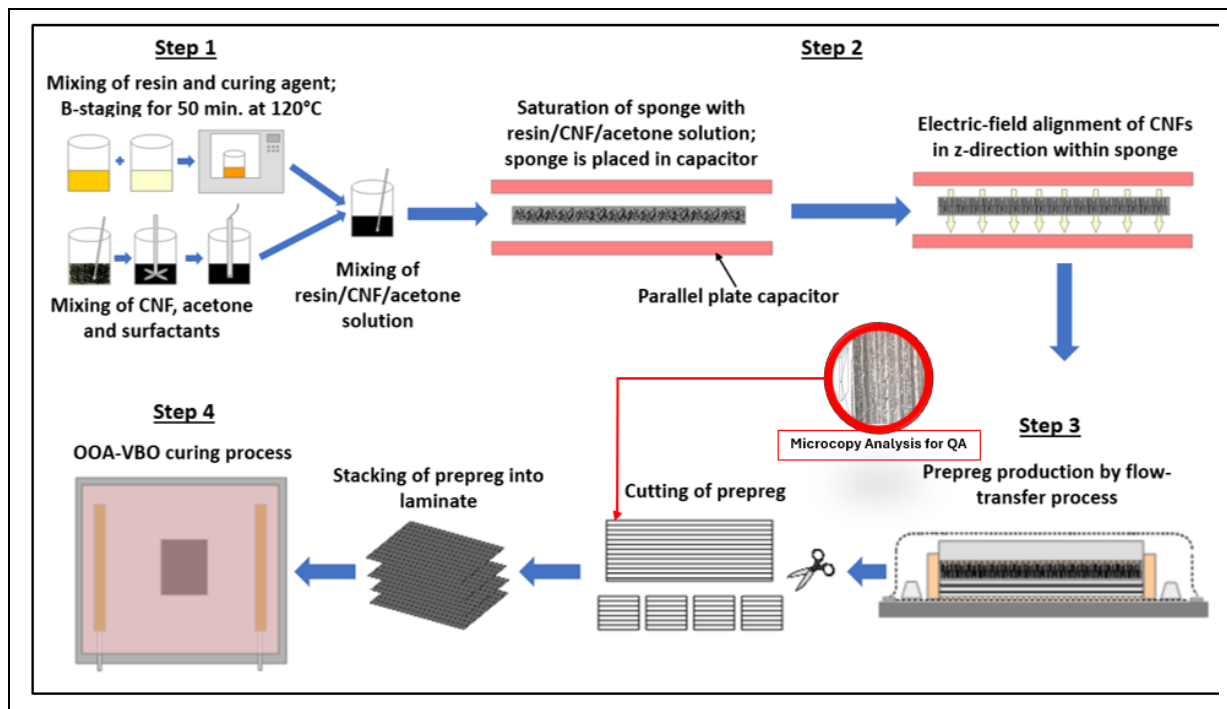 Step 1
Mixing of resin and curing agent;
B-staging for 50 min. at 120°C
Mixing of CNF, acetone
and surfactants
Mixing of
resin/CNF/acetone
solution
Step 2
Saturation of sponge with
resin/CNF/acetone solution;
sponge is placed in capacitor
Parallel plate capacitor
Electric-field alignment of CNFs
in z-direction within sponge
Step 3
Prepreg production by flow-
transfer process
Microcopy Analysis for QA
Cutting of prepreg
Stacking of prepreg into
laminate
Step 4
OOA-VBO curing process